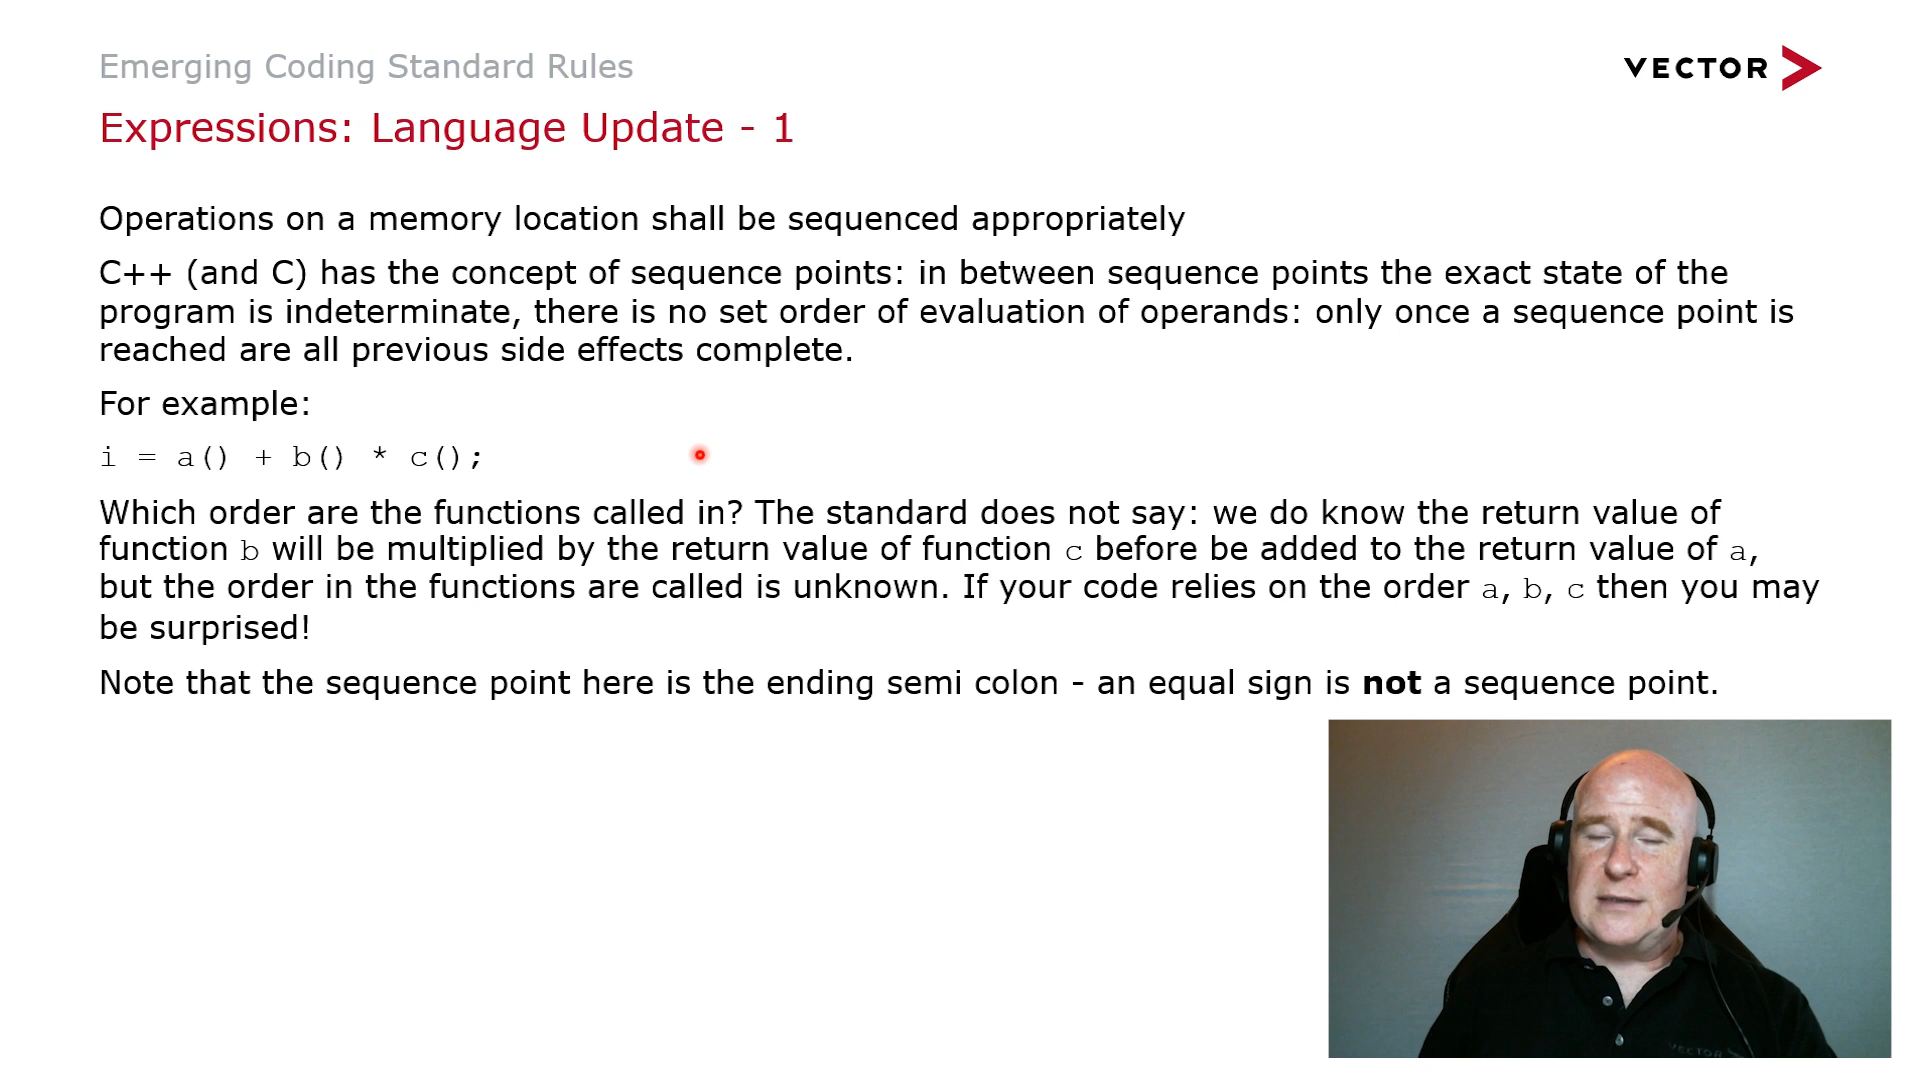 Emerging Coding Standard Rules
VECTOR
Expressions: Language Update - 1
Operations on a memory location shall be sequenced appropriately
C++ (and C) has the concept of sequence points: in between sequence points the exact state of the
program is indeterminate, there is no set order of evaluation of operands: only once a sequence point is
reached are all previous side effects complete.
For example:
i = a() + b() * c();
Which order are the functions called in? The standard does not say: we do know the return value of
function b will be multiplied by the return value of function c before be added to the return value of a,
but the order in the functions are called is unknown. If your code relies on the order a, b, c then you may
be surprised!
Note that the sequence point here is the ending semi colon - an equal sign is not a sequence point.
VECTOR